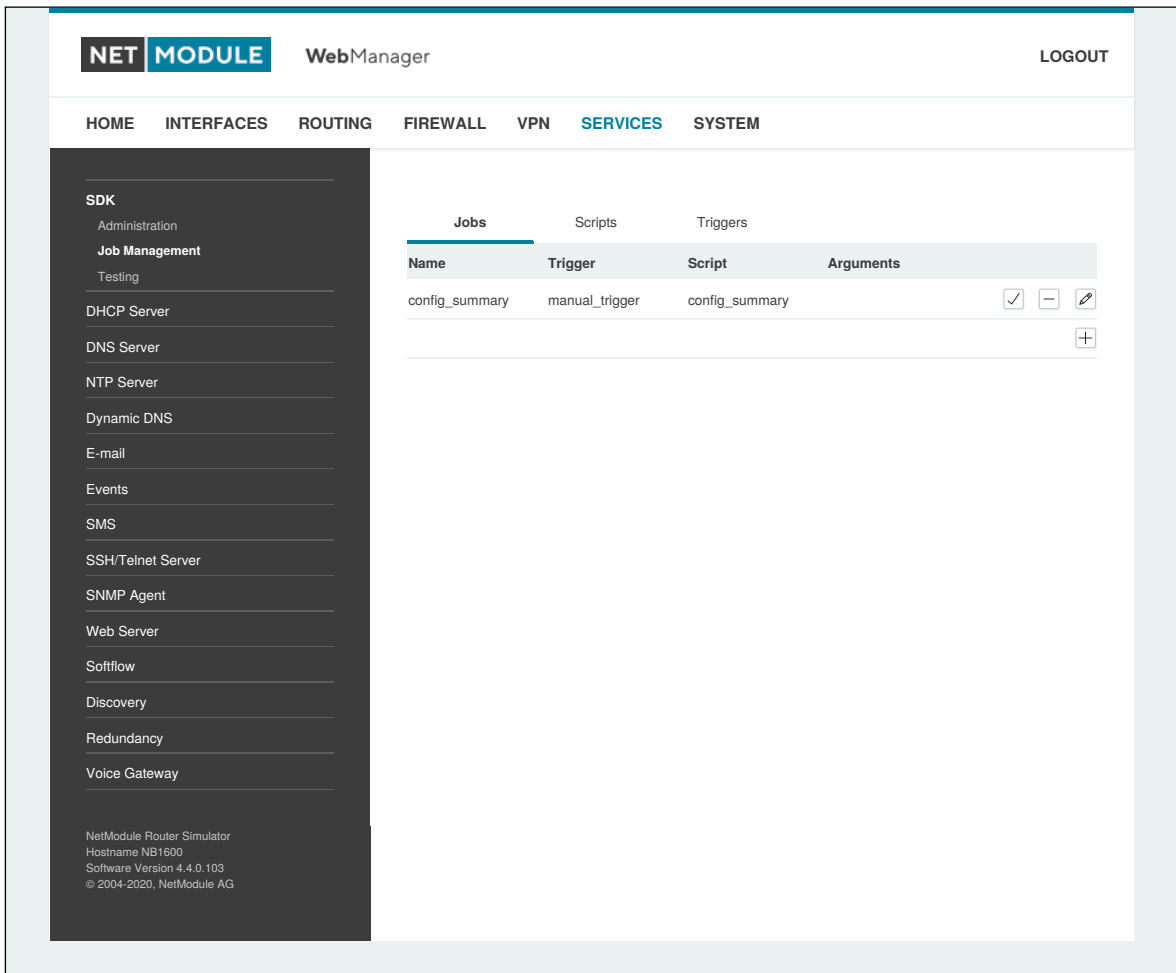 NET MODULE WebManager LOGOUT
HOME INTERFACES ROUTING FIREWALL VPN SERVICES SYSTEM
SDK
Administration
Job Management
Testing
DHCP Server
DNS Server
NTP Server
Dynamic DNS
E-mail
Events
SMS
SSH/Telnet Server
SNMP Agent
Web Server
Softflow
Discovery
Redundancy
Voice Gateway
NetModule Router Simulator
Hostname NB1600
Software Version 4.4.0.103
© 2004-2020, NetModule AG
Jobs Scripts Triggers
Name Trigger Script Arguments
config_summary manual_trigger config_summary